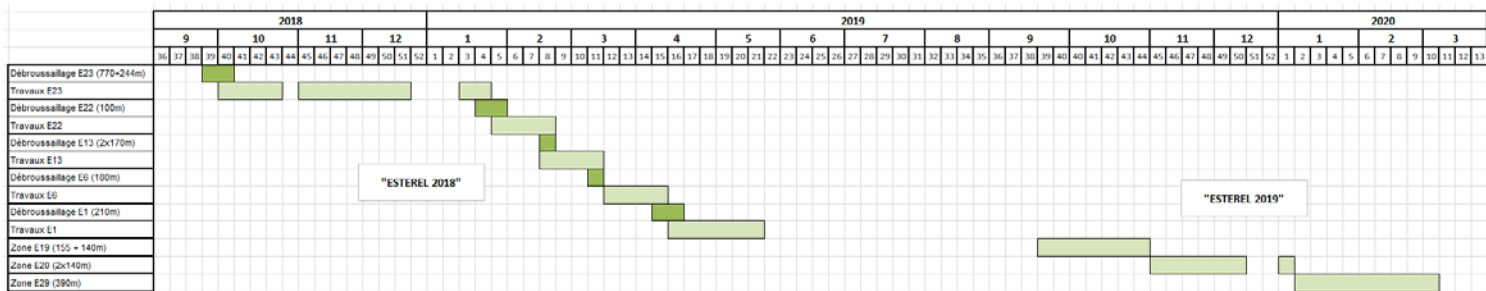 2018 2019 2020
9 10 11 12 1 2 3 4 5 6 7 8 9 10 11 12 1 2 3
36 37 38 39 40 41 42 43 44 45 46 47 48 49 50 51 52 1 2 3 4 5 6 7 8 9 10 11 12 13 14 15 16 17 18 19 20 21 22 23 24 25 26 27 28 29 30 31 32 33 34 35 36 37 38 39 40 40 41 42 43 44 45 46 47 48 49 50 51 52 1 2 3 4 5 6 7 8 9 10 11 12 13
Débroussaillage E23 (770+244m)
Travaux E23
Débroussaillage E22 (100m)
Travaux E22
Débroussaillage E13 (2x170m)
Travaux E13
Débroussaillage E6 (180m)
Travaux E6
Débroussaillage E1 (210m)
Travaux E1
Zone E19 (155 + 140m)
Zone E20 (2x140m)
Zone E29 (390m)
"ESTEREL 2018"
"ESTEREL 2019"